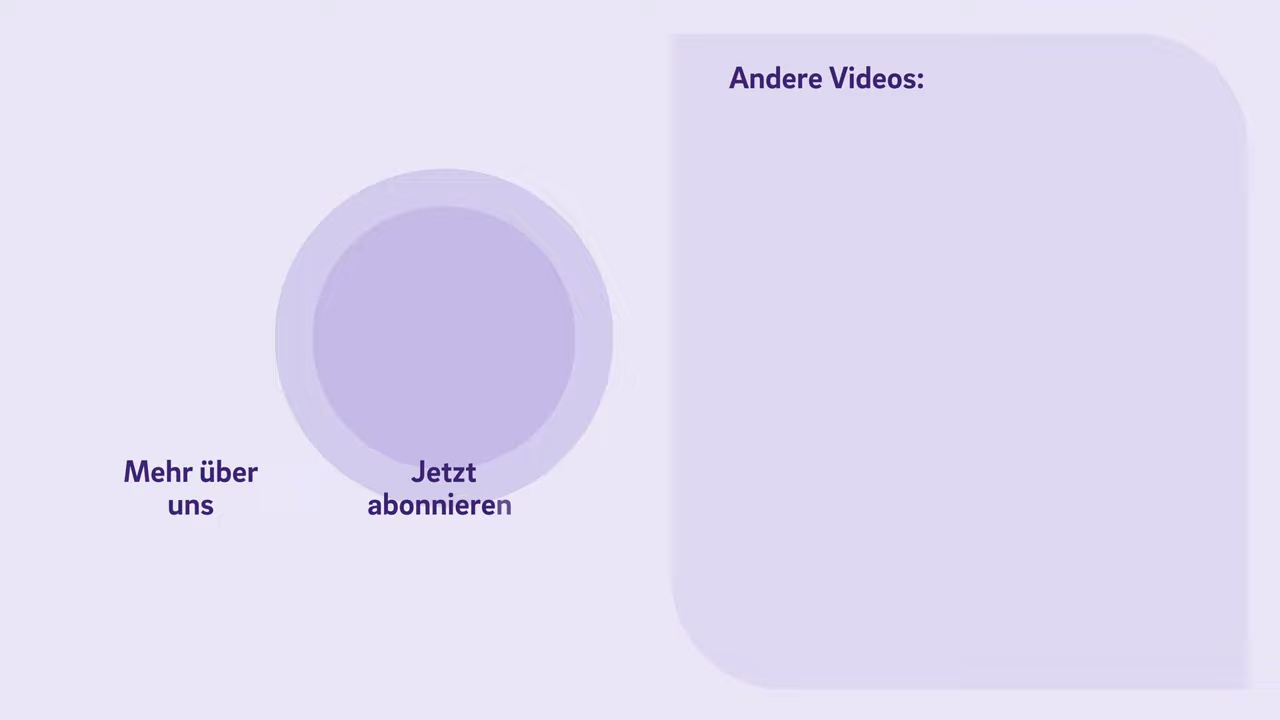 Andere Videos:
Mehr über
uns
Jetzt
abonnieren